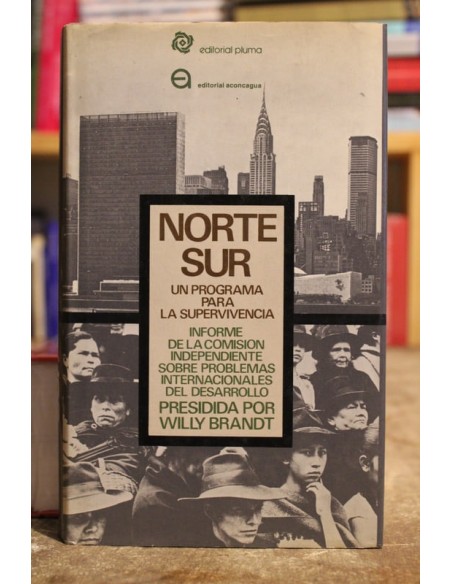 editorial pluma
editorial aconcagua
NORTE
SUR
UN PROGRAMA
PARA
LA SUPERVIVENCIA
INFORME
DE LA COMISION
INDEPENDIENTE
SOBRE PROBLEMAS
INTERNACIONALES
DEL DESARROLLO
PRESIDIDA POR
WILLY BRANDT